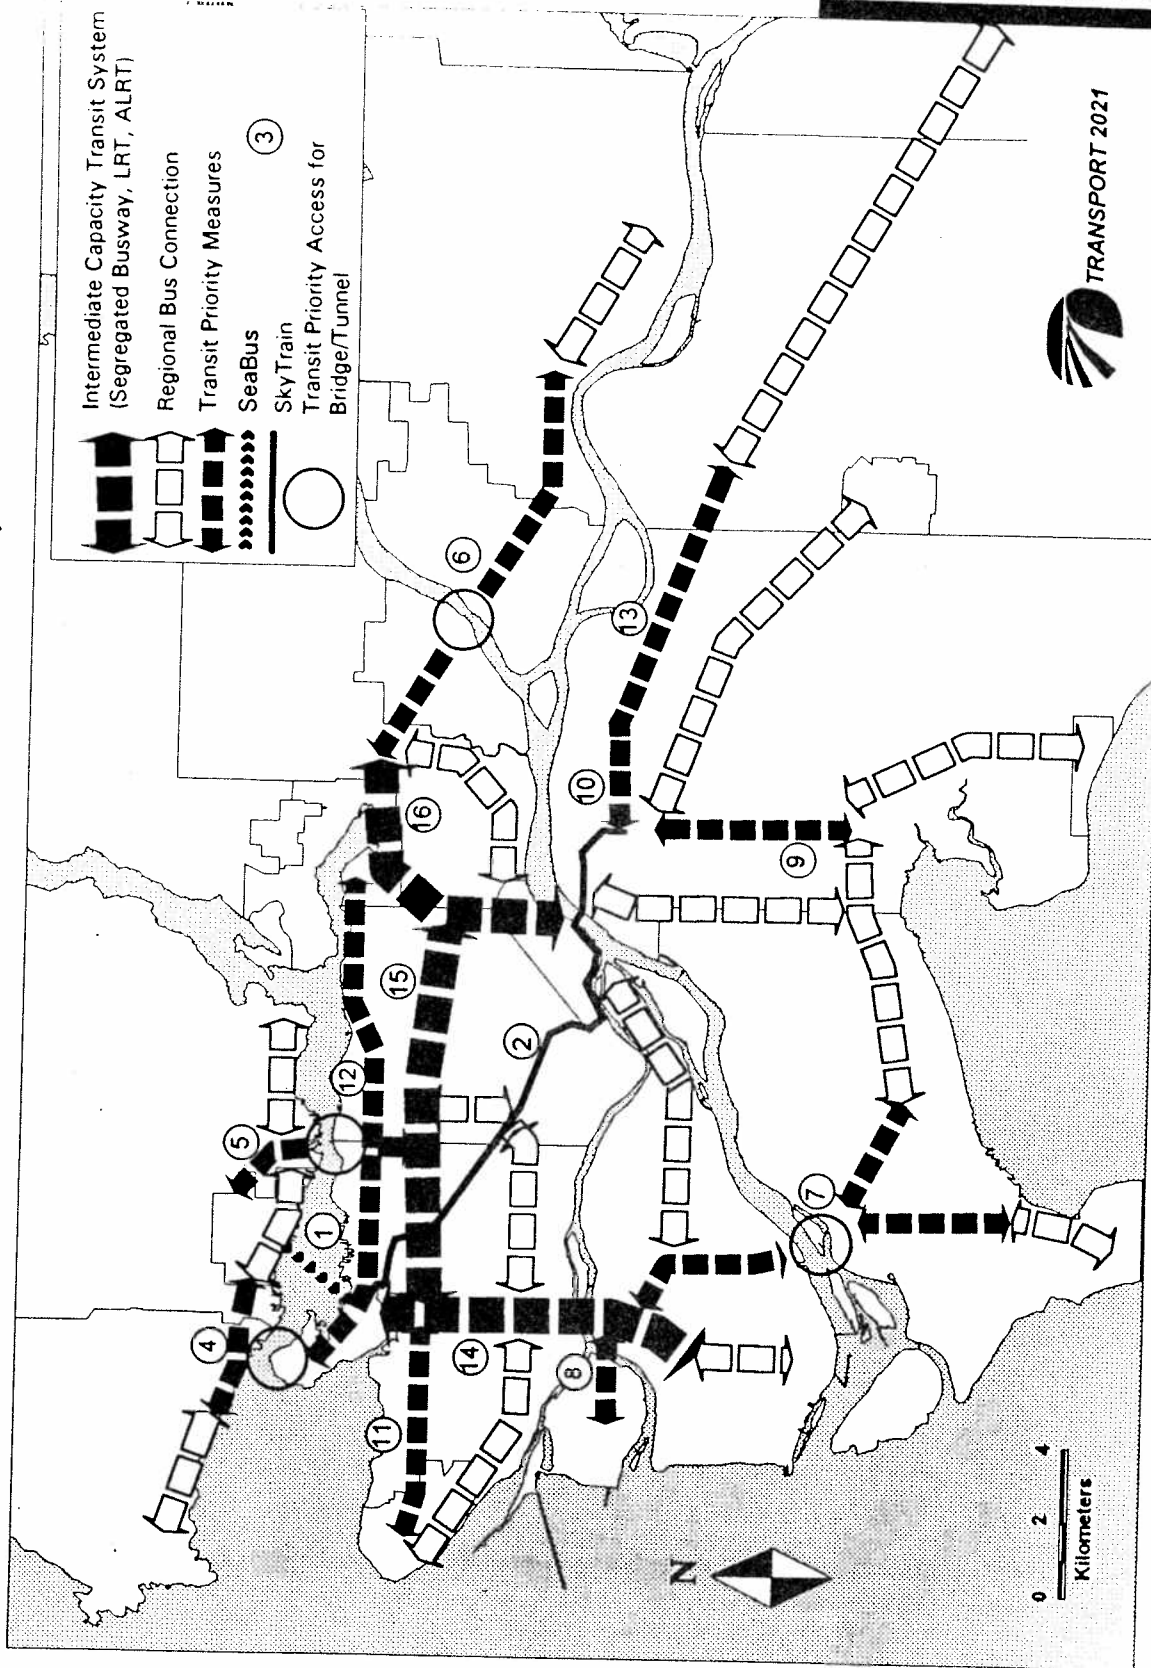 Intermediate Capacity Transit System
(Segregated Busway, LRT, ALRT)
Regional Bus Connection
Transit Priority Measures
SeaBus
SkyTrain
3
Transit Priority Access for
Bridge/Tunnel
4
5
1
6
12
16
15
11
14
2
10
13
8
9
7
N
0 2 4
Kilometers
TRANSPORT 2021